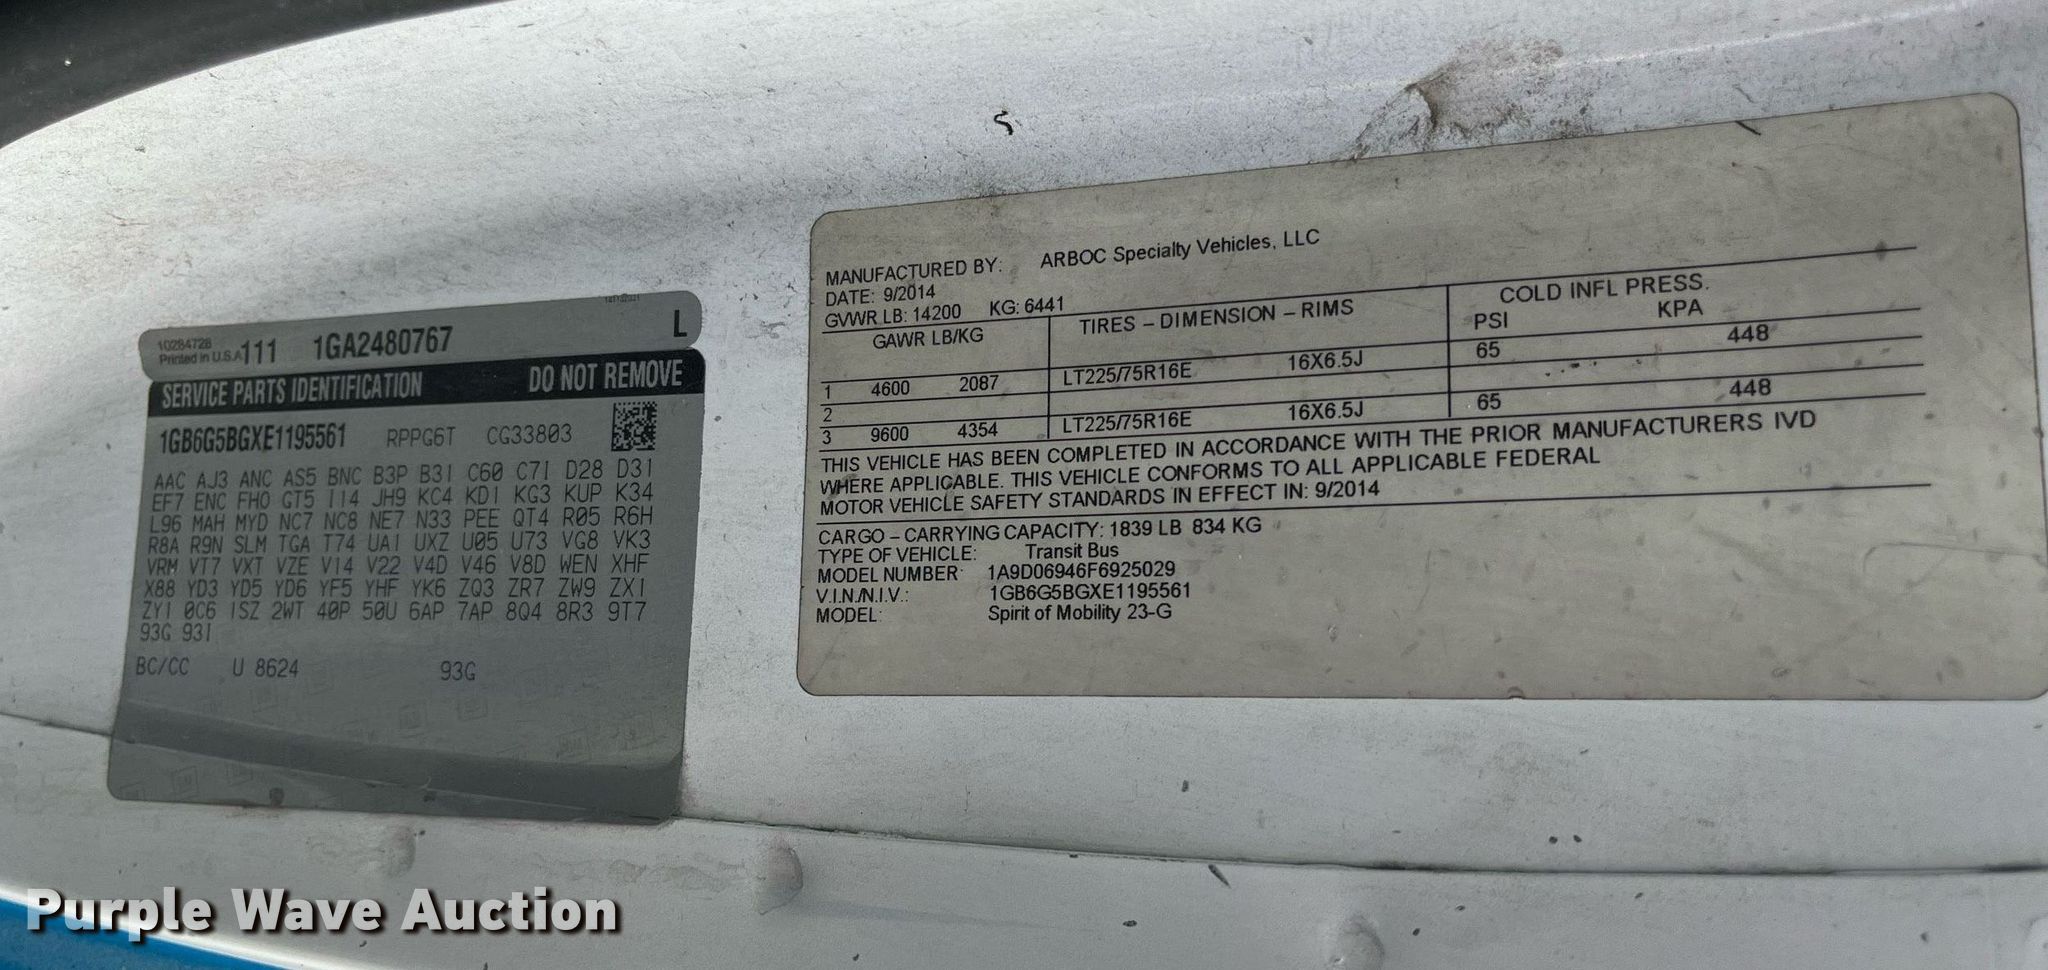 10284728
Printed in U.S.A
111 1GA2480767 L
SERVICE PARTS IDENTIFICATION DO NOT REMOVE
1GB6G5BGXE1195561 RPPG6T CG33803
AAC AJ3 ANC AS5 BNC B3P B31 C60 C71 D28 D31
EF7 ENC FHO GT5 I14 JH9 KC4 KD1 KG3 KUP K34
L96 MAH MYD NC7 NC8 NE7 N33 PEE QT4 R05 R6H
R8A R9N SLM TGA T74 UA1 UXZ U05 U73 VG8 VK3
VRM VT7 VXT VZE V14 V22 V4D V46 V8D WEN XHF
X88 YD3 YD5 YD6 YF5 YHF YK6 ZQ3 ZR7 ZW9 ZX1
ZY1 0C6 1SZ 2WT 40P 50U 6AP 7AP 8Q4 8R3 9T7
93G 931
BC/CC U 8624 93G
MANUFACTURED BY: ARBOC Specialty Vehicles, LLC
DATE: 9/2014
GVWR LB: 14200 KG: 6441
GAWR LB/KG TIRES – DIMENSION – RIMS COLD INFL PRESS.
PSI KPA
1 4600 2087 LT225/75R16E 16X6.5J 65 448
2
3 9600 4354 LT225/75R16E 16X6.5J 65 448
THIS VEHICLE HAS BEEN COMPLETED IN ACCORDANCE WITH THE PRIOR MANUFACTURERS IVD
WHERE APPLICABLE. THIS VEHICLE CONFORMS TO ALL APPLICABLE FEDERAL
MOTOR VEHICLE SAFETY STANDARDS IN EFFECT IN: 9/2014
CARGO – CARRYING CAPACITY: 1839 LB 834 KG
TYPE OF VEHICLE: Transit Bus
MODEL NUMBER: 1A9D06946F6925029
V.I.N./N.I.V.: 1GB6G5BGXE1195561
MODEL: Spirit of Mobility 23-G
Purple Wave Auction